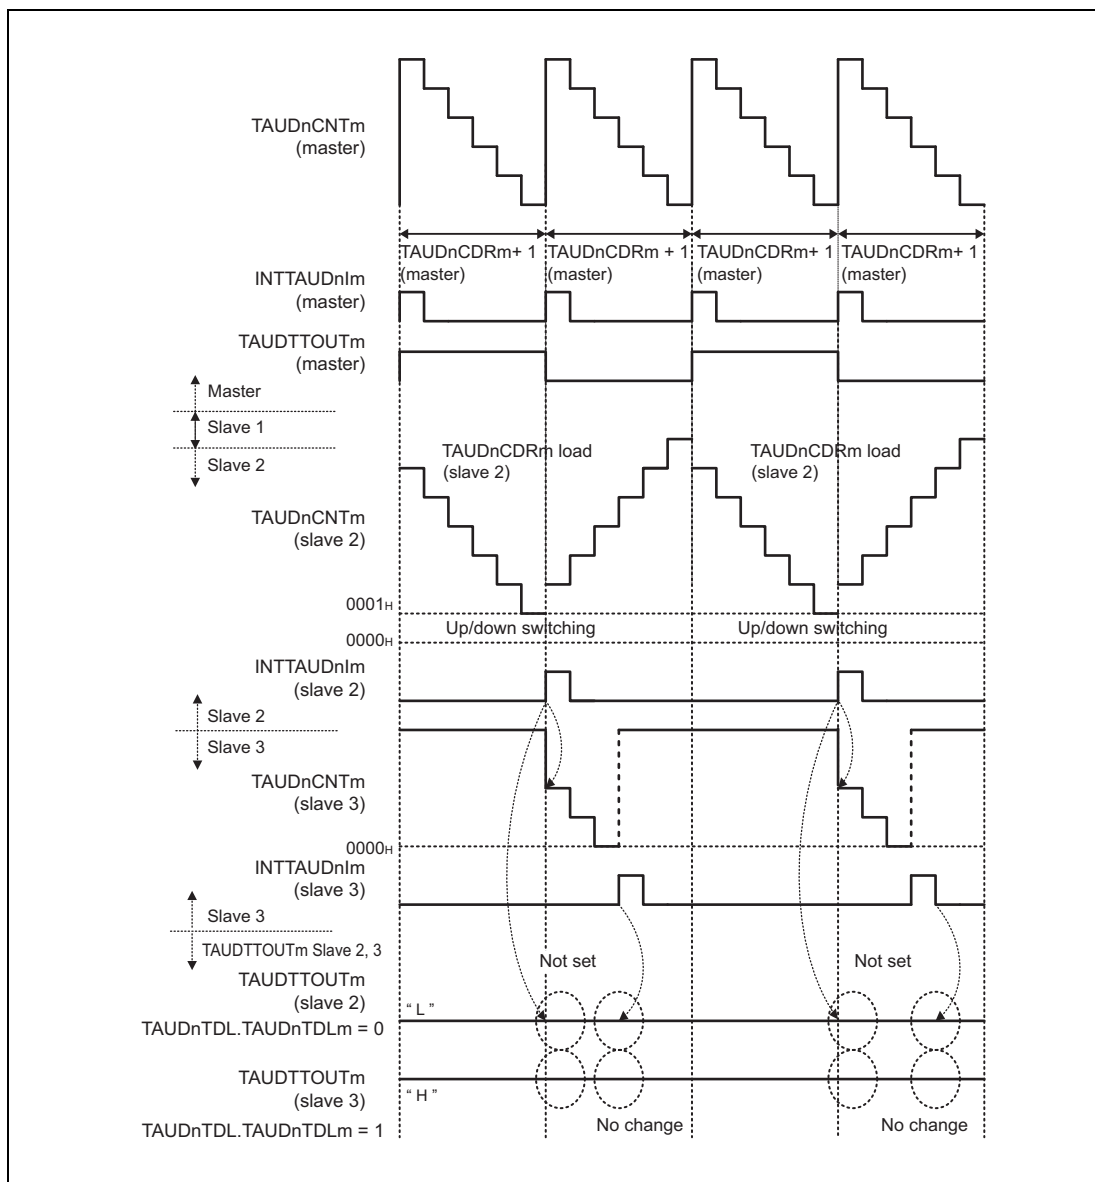 TAUDnCNTm
(master)
TAUDnCDRm+ 1 TAUDnCDRm + 1 TAUDnCDRm+ 1 TAUDnCDRm+ 1
(master) (master) (master) (master)
INTTAUDnIm
(master)
TAUDTTOUTm
(master)
Master
Slave 1
Slave 2
TAUDnCDRm load TAUDnCDRm load
(slave 2) (slave 2)
TAUDnCNTm
(slave 2)
0001H
Up/down switching Up/down switching
0000H
INTTAUDnIm
(slave 2)
Slave 2
Slave 3
TAUDnCNTm
(slave 3)
0000H
INTTAUDnIm
(slave 3)
Slave 3
TAUDTTOUTm Slave 2, 3
Not set Not set
TAUDTTOUTm
(slave 2)
“ L ”
TAUDnTDL.TAUDnTDLm = 0
TAUDTTOUTm
(slave 3)
“ H ”
No change No change
TAUDnTDL.TAUDnTDLm = 1